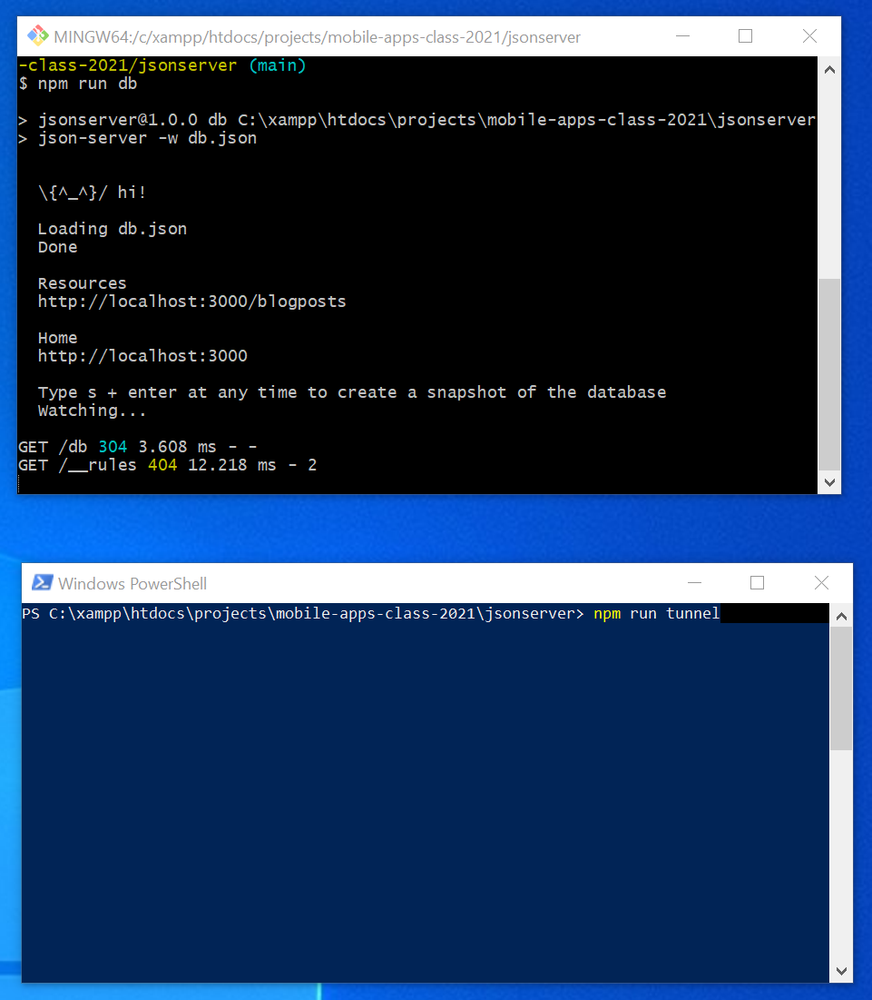 MINGW64:/c/xampp/htdocs/projects/mobile-apps-class-2021/jsonserver
-class-2021/jsonserver (main)
$ npm run db
> jsonserver@1.0.0 db C:\xampp\htdocs\projects\mobile-apps-class-2021\jsonserver
> json-server -w db.json
\{^_^}/ hi!
Loading db.json
Done
Resources
http://localhost:3000/blogposts
Home
http://localhost:3000
Type s + enter at any time to create a snapshot of the database
Watching...
GET /db 304 3.608 ms - -
GET /__rules 404 12.218 ms - 2
Windows PowerShell
PS C:\xampp\htdocs\projects\mobile-apps-class-2021\jsonserver> npm run tunnel